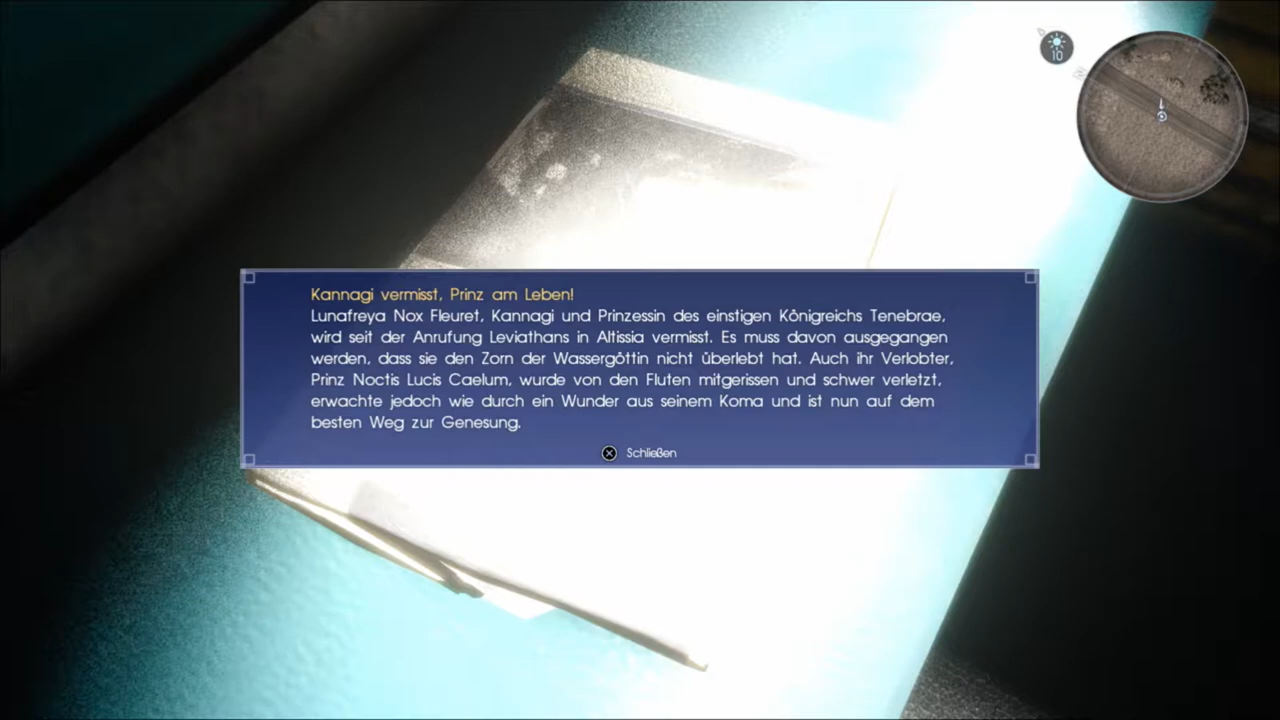 10
Kannagi vermisst, Prinz am Leben!
Lunafreya Nox Fleuret, Kannagi und Prinzessin des einstigen Königreichs Tenebrae,
wird seit der Anrufung Leviathans in Altissia vermisst. Es muss davon ausgegangen
werden, dass sie den Zorn der Wassergöttin nicht überlebt hat. Auch ihr Verlobter,
Prinz Noctis Lucis Caelum, wurde von den Fluten mitgerissen und schwer verletzt,
erwachte jedoch wie durch ein Wunder aus seinem Koma und ist nun auf dem
besten Weg zur Genesung.
Schließen